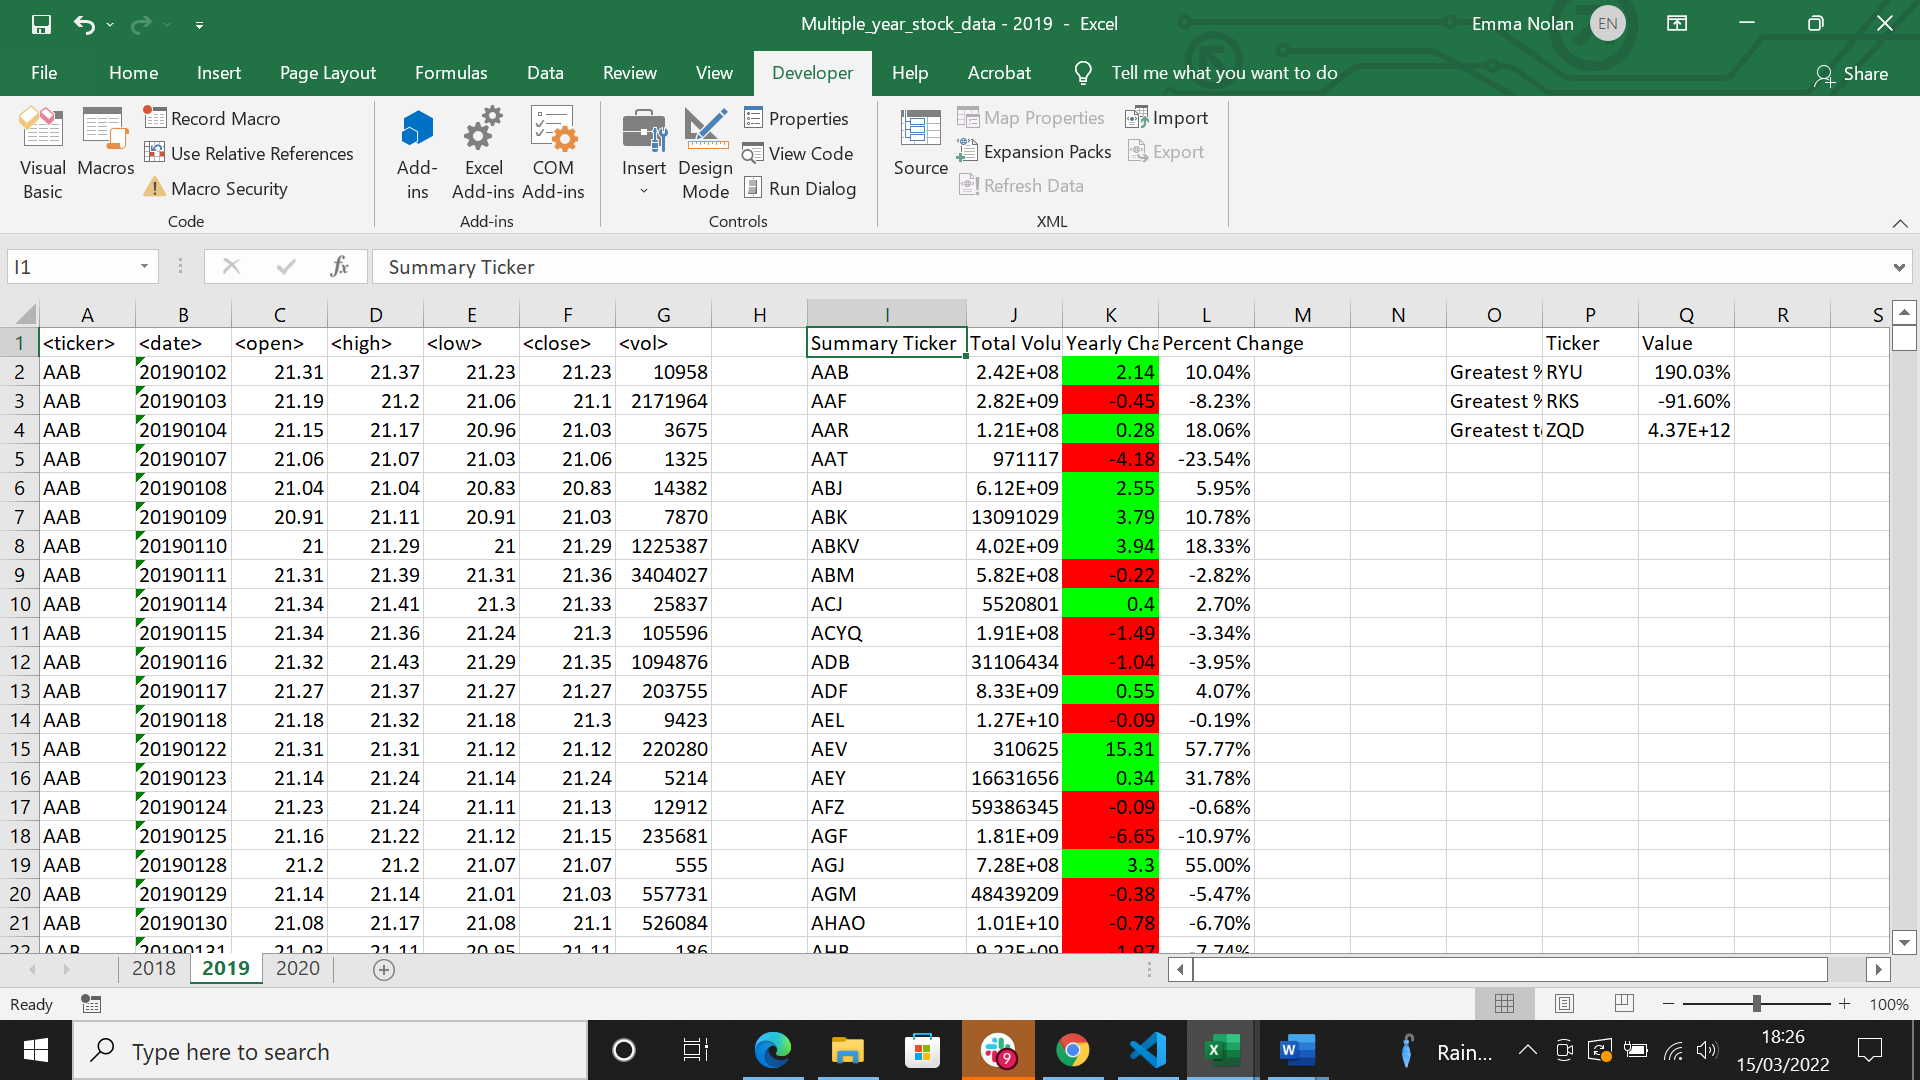 Multiple_year_stock_data - 2019 - Excel
Emma Nolan EN
File Home Insert Page Layout Formulas Data Review View Developer Help Acrobat Tell me what you want to do Share
Visual Basic
Macros
Record Macro
Use Relative References
Macro Security
Code
Add-ins
Excel Add-ins
COM Add-ins
Add-ins
Insert
Design Mode
Properties
View Code
Run Dialog
Controls
Source
Map Properties
Expansion Packs
Refresh Data
Import
Export
XML
I1 fx Summary Ticker
A B C D E F G H I J K L M N O P Q R S
1 <ticker> <date> <open> <high> <low> <close> <vol> Summary Ticker Total Volu Yearly Cha Percent Change Ticker Value
2 AAB 20190102 21.31 21.37 21.23 21.23 10958 AAB 2.42E+08 2.14 10.04% Greatest % RYU 190.03%
3 AAB 20190103 21.19 21.2 21.06 21.1 2171964 AAF 2.82E+09 -0.45 -8.23% Greatest % RKS -91.60%
4 AAB 20190104 21.15 21.17 20.96 21.03 3675 AAR 1.21E+08 0.28 18.06% Greatest t ZQD 4.37E+12
5 AAB 20190107 21.06 21.07 21.03 21.06 1325 AAT 971117 -4.18 -23.54%
6 AAB 20190108 21.04 21.04 20.83 20.83 14382 ABJ 6.12E+09 2.55 5.95%
7 AAB 20190109 20.91 21.11 20.91 21.03 7870 ABK 13091029 3.79 10.78%
8 AAB 20190110 21 21.29 21 21.29 1225387 ABKV 4.02E+09 3.94 18.33%
9 AAB 20190111 21.31 21.39 21.31 21.36 3404027 ABM 5.82E+08 -0.22 -2.82%
10 AAB 20190114 21.34 21.41 21.3 21.33 25837 ACJ 5520801 0.4 2.70%
11 AAB 20190115 21.34 21.36 21.24 21.3 105596 ACYQ 1.91E+08 -1.49 -3.34%
12 AAB 20190116 21.32 21.43 21.29 21.35 1094876 ADB 31106434 -1.04 -3.95%
13 AAB 20190117 21.27 21.37 21.27 21.27 203755 ADF 8.33E+09 0.55 4.07%
14 AAB 20190118 21.18 21.32 21.18 21.3 9423 AEL 1.27E+10 -0.09 -0.19%
15 AAB 20190122 21.31 21.31 21.12 21.12 220280 AEV 310625 15.31 57.77%
16 AAB 20190123 21.14 21.24 21.14 21.24 5214 AEY 16631656 0.34 31.78%
17 AAB 20190124 21.23 21.24 21.11 21.13 12912 AFZ 59386345 -0.09 -0.68%
18 AAB 20190125 21.16 21.22 21.12 21.15 235681 AGF 1.81E+09 -6.65 -10.97%
19 AAB 20190128 21.2 21.2 21.07 21.07 555 AGJ 7.28E+08 3.3 55.00%
20 AAB 20190129 21.14 21.14 21.01 21.03 557731 AGM 48439209 -0.38 -5.47%
21 AAB 20190130 21.08 21.17 21.08 21.1 526084 AHAO 1.01E+10 -0.78 -6.70%
22 AAB 20190131 21.03 21.11 20.95 21.11 186 AHB 9.22E+09 -1.97 -7.74%
2018 2019 2020
Ready 100%
Type here to search 9 Rain... 18:26
15/03/2022